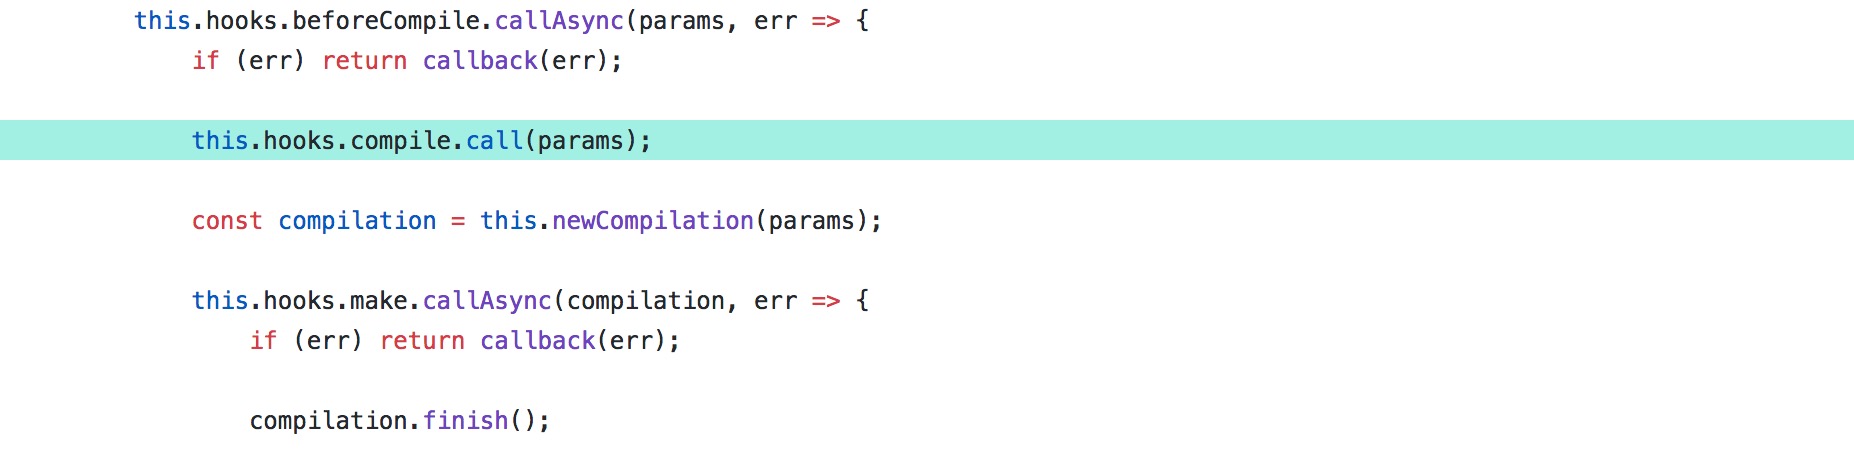 this.hooks.beforeCompile.callAsync(params, err => {
if (err) return callback(err);
this.hooks.compile.call(params);
const compilation = this.newCompilation(params);
this.hooks.make.callAsync(compilation, err => {
if (err) return callback(err);
compilation.finish();